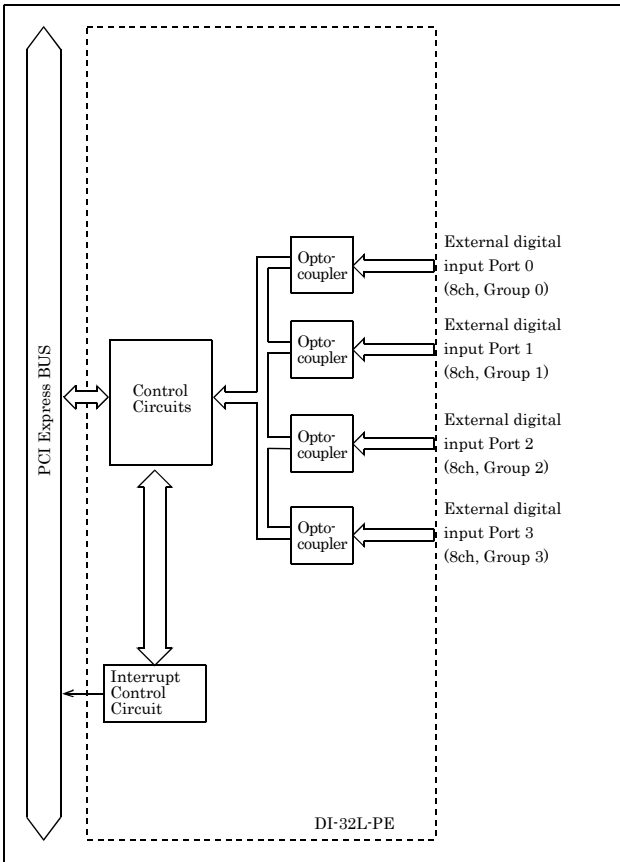 PCI Express BUS
Control
Circuits
Interrupt
Control
Circuit
Opto-
coupler
External digital
input Port 0
(8ch, Group 0)
Opto-
coupler
External digital
input Port 1
(8ch, Group 1)
Opto-
coupler
External digital
input Port 2
(8ch, Group 2)
Opto-
coupler
External digital
input Port 3
(8ch, Group 3)
DI-32L-PE